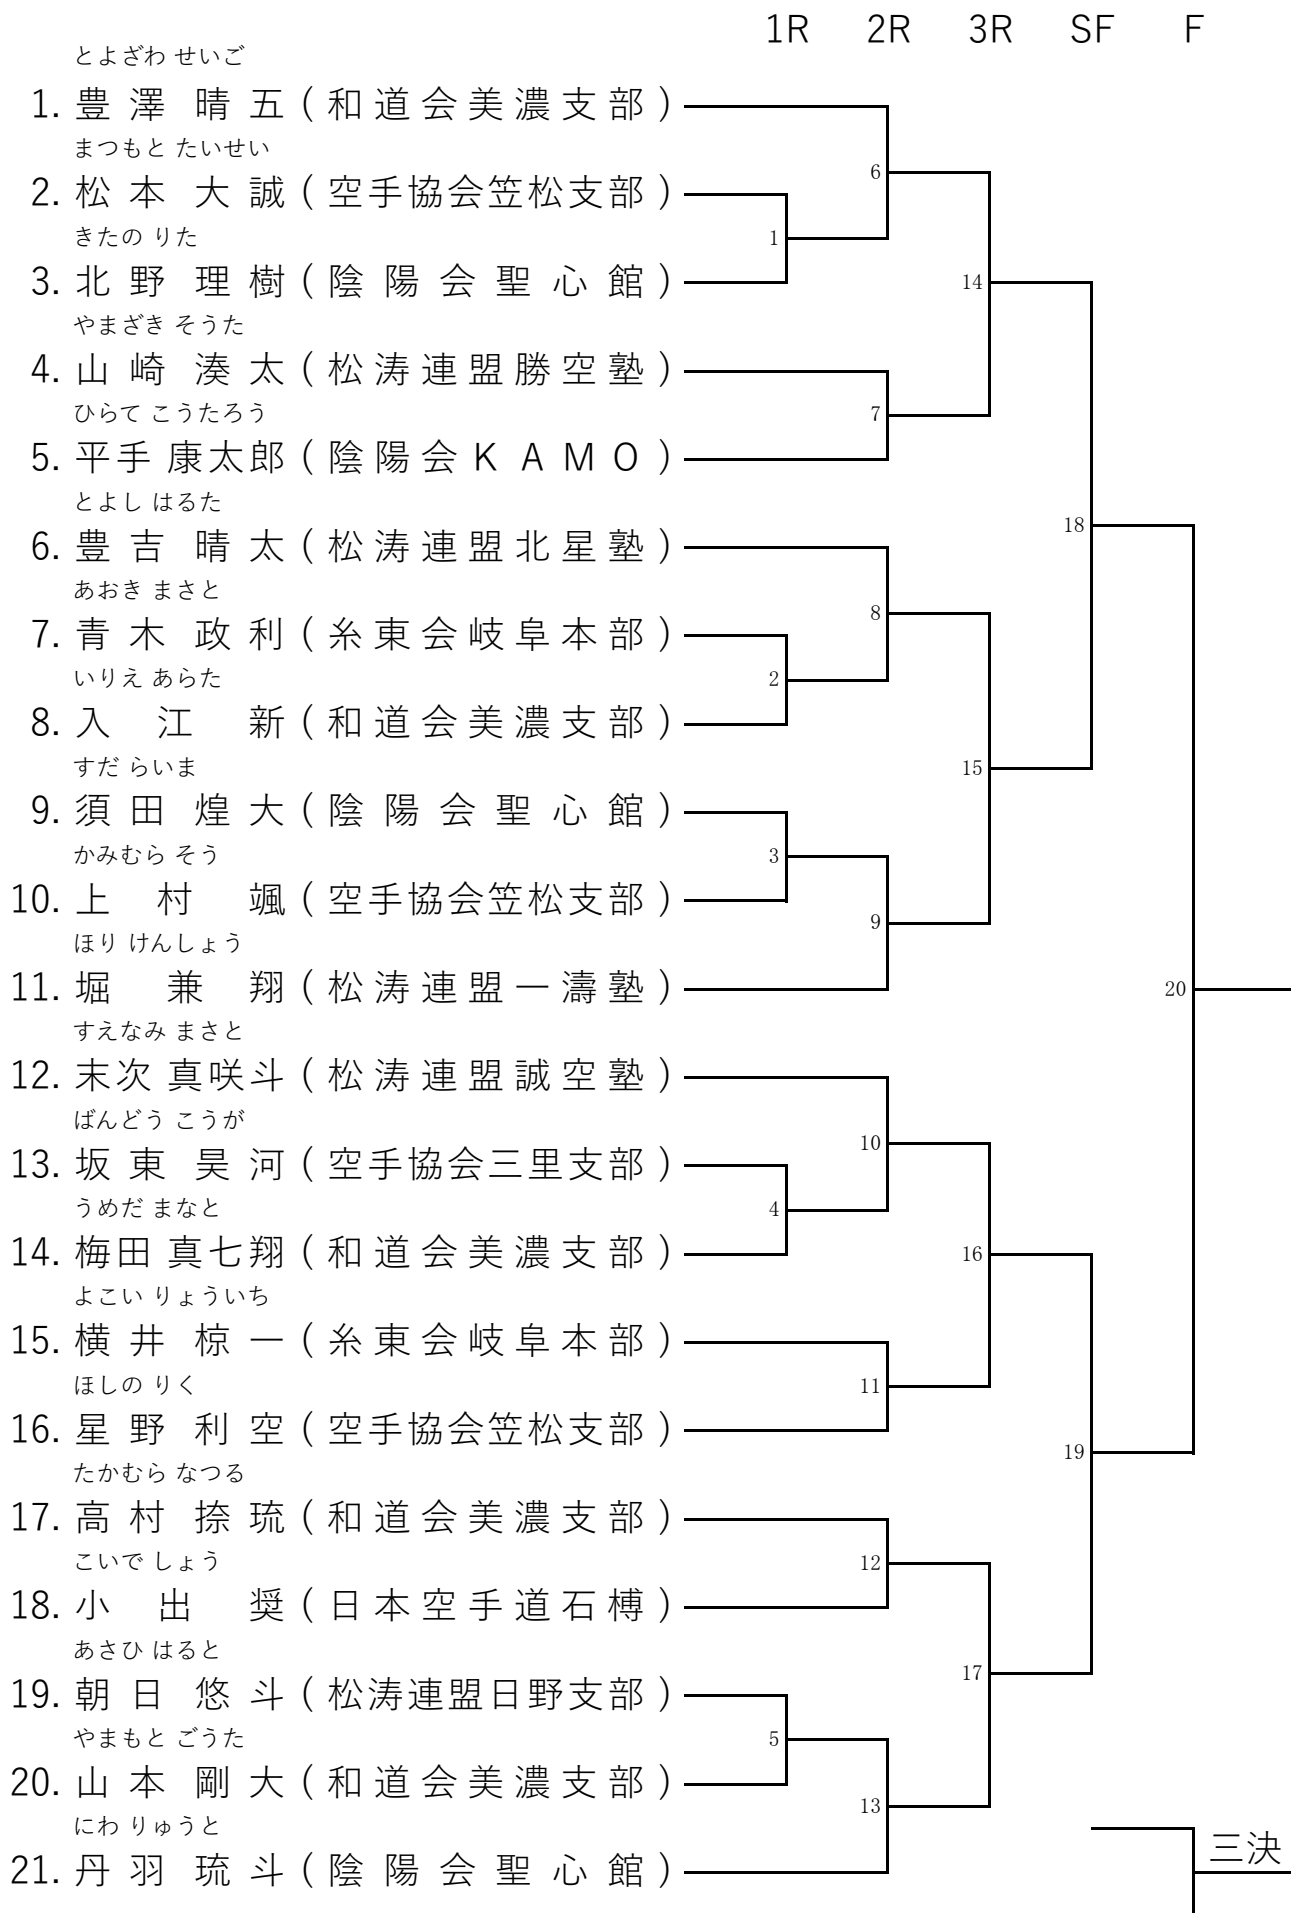 1R 2R 3R SF F
とよざわ せいご
1. 豊澤 晴五 (和道会美濃支部)
まつもと たいせい
6
2. 松本 大誠 (空手協会笠松支部)
きたの りた
1
3. 北野 理樹 (陰陽会聖心館)
14
やまざき そうた
4. 山崎 湊太 (松涛連盟勝空塾)
ひらて こうたろう
7
5. 平手 康太郎 (陰陽会KAMO)
とよし はるた
18
6. 豊吉 晴太 (松涛連盟北星塾)
あおき まさと
8
7. 青木 政利 (糸東会岐阜本部)
いりえ あらた
2
8. 入江 新 (和道会美濃支部)
すだ らいま
15
9. 須田 煌大 (陰陽会聖心館)
かみむら そう
3
10. 上村 颯 (空手協会笠松支部)
9
ほり けんしょう
11. 堀 兼翔 (松涛連盟一濤塾)
20
すえなみ まさと
12. 末次 真咲斗 (松涛連盟誠空塾)
ばんどう こうが
10
13. 坂東 昊河 (空手協会三里支部)
うめだ まなと
4
14. 梅田 真七翔 (和道会美濃支部)
16
よこい りょういち
15. 横井 椋一 (糸東会岐阜本部)
ほしの りく
11
16. 星野 利空 (空手協会笠松支部)
19
たかむら なつる
17. 高村 捺琉 (和道会美濃支部)
こいで しょう
12
18. 小出 奨 (日本空手道石榑)
あさひ はると
17
19. 朝日 悠斗 (松涛連盟日野支部)
やまもと ごうた
5
20. 山本 剛大 (和道会美濃支部)
13
にわ りゅうと
三決
21. 丹羽 琉斗 (陰陽会聖心館)